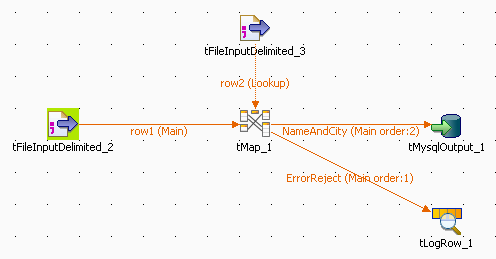 tFileInputDelimited_3
row2 (Lookup)
row1 (Main)
NameAndCity (Main order:2)
tFileInputDelimited_2
tMap_1
tMysqlOutput_1
ErrorReject (Main order:1)
tLogRow_1